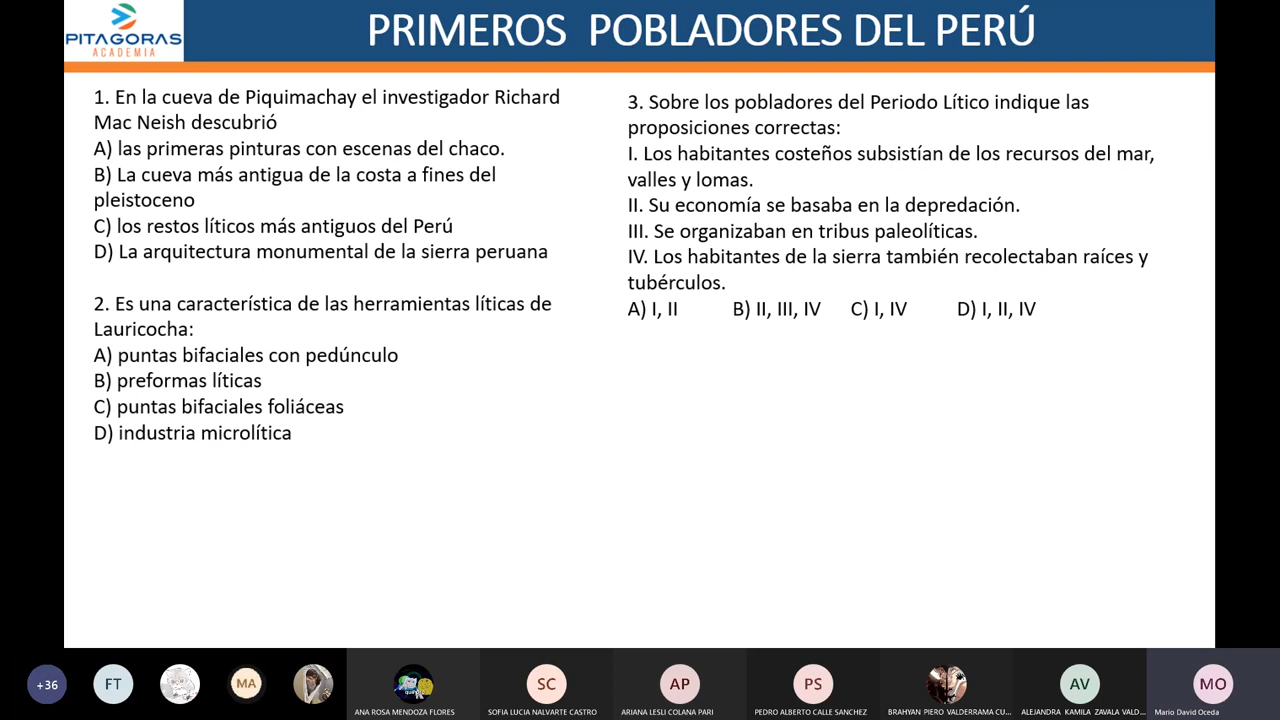 PITAGORAS
ACADEMIA
PRIMEROS POBLADORES DEL PERÚ
1. En la cueva de Piquimachay el investigador Richard
Mac Neish descubrió
A) las primeras pinturas con escenas del chaco.
B) La cueva más antigua de la costa a fines del
pleistoceno
C) los restos líticos más antiguos del Perú
D) La arquitectura monumental de la sierra peruana
2. Es una característica de las herramientas líticas de
Lauricocha:
A) puntas bifaciales con pedúnculo
B) preformas líticas
C) puntas bifaciales foliáceas
D) industria microlítica
3. Sobre los pobladores del Periodo Lítico indique las
proposiciones correctas:
I. Los habitantes costeños subsistían de los recursos del mar,
valles y lomas.
II. Su economía se basaba en la depredación.
III. Se organizaban en tribus paleolíticas.
IV. Los habitantes de la sierra también recolectaban raíces y
tubérculos.
A) I, II B) II, III, IV C) I, IV D) I, II, IV
+36 FT MA SC AP PS AV MO
ANA ROSA MENDOZA FLORES SOFIA LUCIA NALVARTE CASTRO ARIANA LESLI COLANA PARI PEDRO ALBERTO CALLE SANCHEZ BRAHYAN PIERO VALDERRAMA CU... ALEJANDRA KAMILA ZAVALA VALD... Mario David Oceda